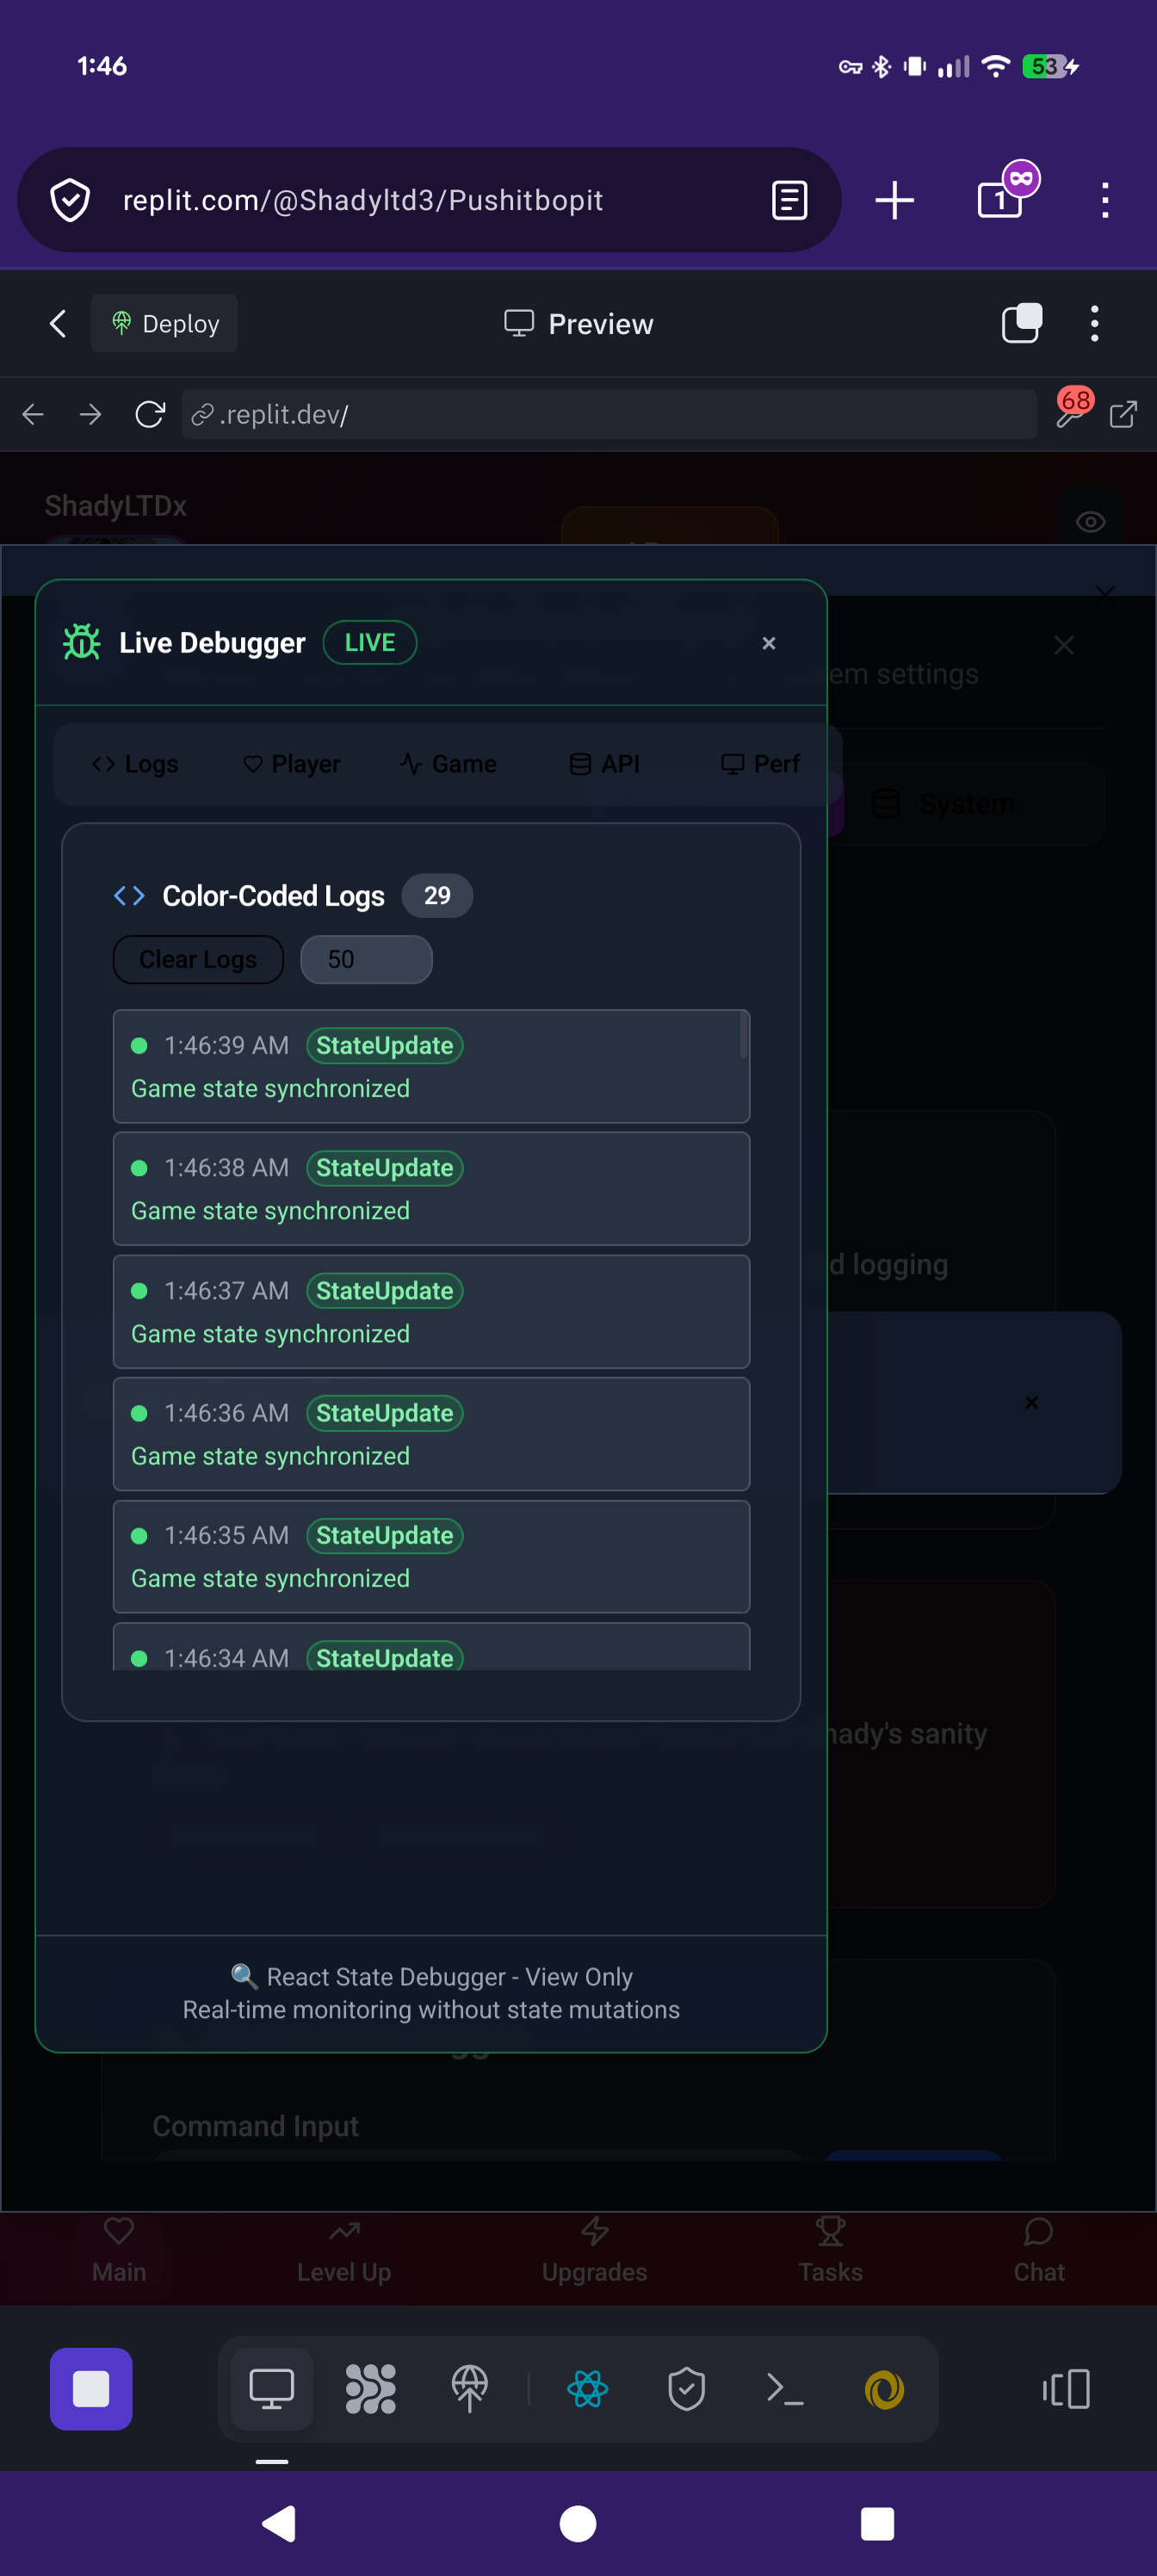 1:46
53
replit.com/@Shadyltd3/Pushitbopit
1
Deploy
Preview
.replit.dev/
68
ShadyLTDx
Live Debugger
LIVE
em settings
Logs
Player
Game
API
Perf
System
Color-Coded Logs
29
Clear Logs
50
1:46:39 AM
StateUpdate
Game state synchronized
1:46:38 AM
StateUpdate
Game state synchronized
d logging
1:46:37 AM
StateUpdate
Game state synchronized
1:46:36 AM
StateUpdate
Game state synchronized
1:46:35 AM
StateUpdate
Game state synchronized
1:46:34 AM
StateUpdate
hady's sanity
🔍 React State Debugger - View Only
Real-time monitoring without state mutations
Command Input
Main
Level Up
Upgrades
Tasks
Chat